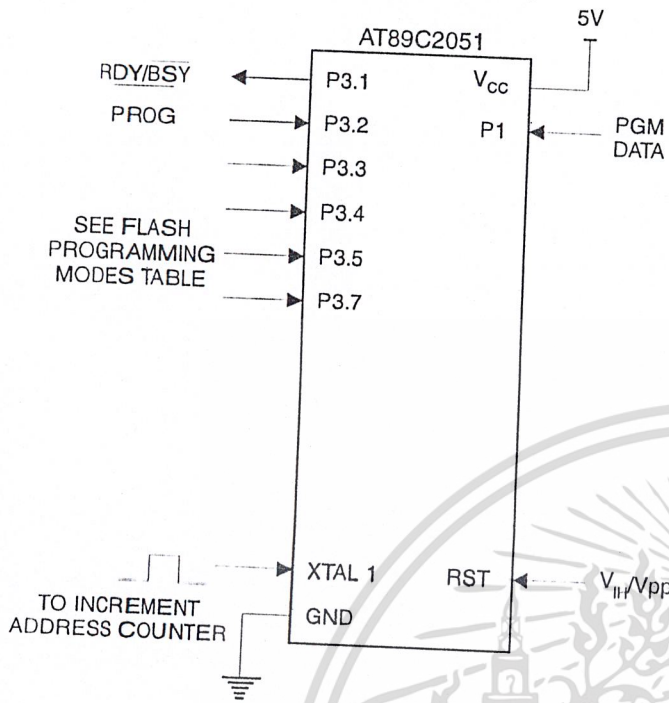 AT89C2051
5V
RDY/BSY
P3.1
VCC
PROG
P3.2
P1
PGM
DATA
P3.3
P3.4
SEE FLASH
PROGRAMMING
MODES TABLE
P3.5
P3.7
XTAL 1
RST
VIH/Vpp
TO INCREMENT
ADDRESS COUNTER
GND